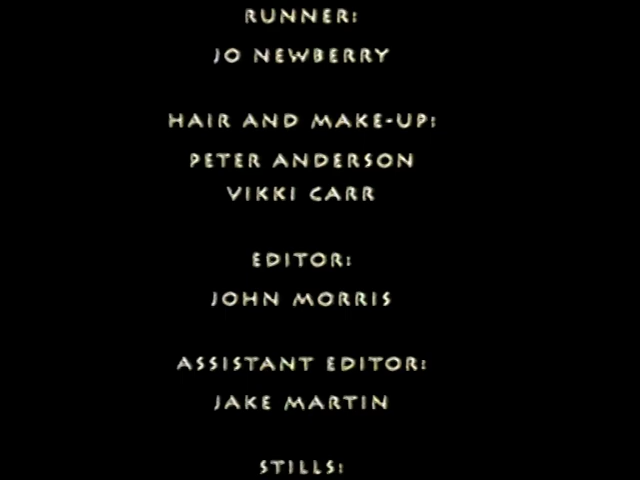 RUNNER:
JO NEWBERRY
HAIR AND MAKE-UP:
PETER ANDERSON
VIKKI CARR
EDITOR:
JOHN MORRIS
ASSISTANT EDITOR:
JAKE MARTIN
STILLS: